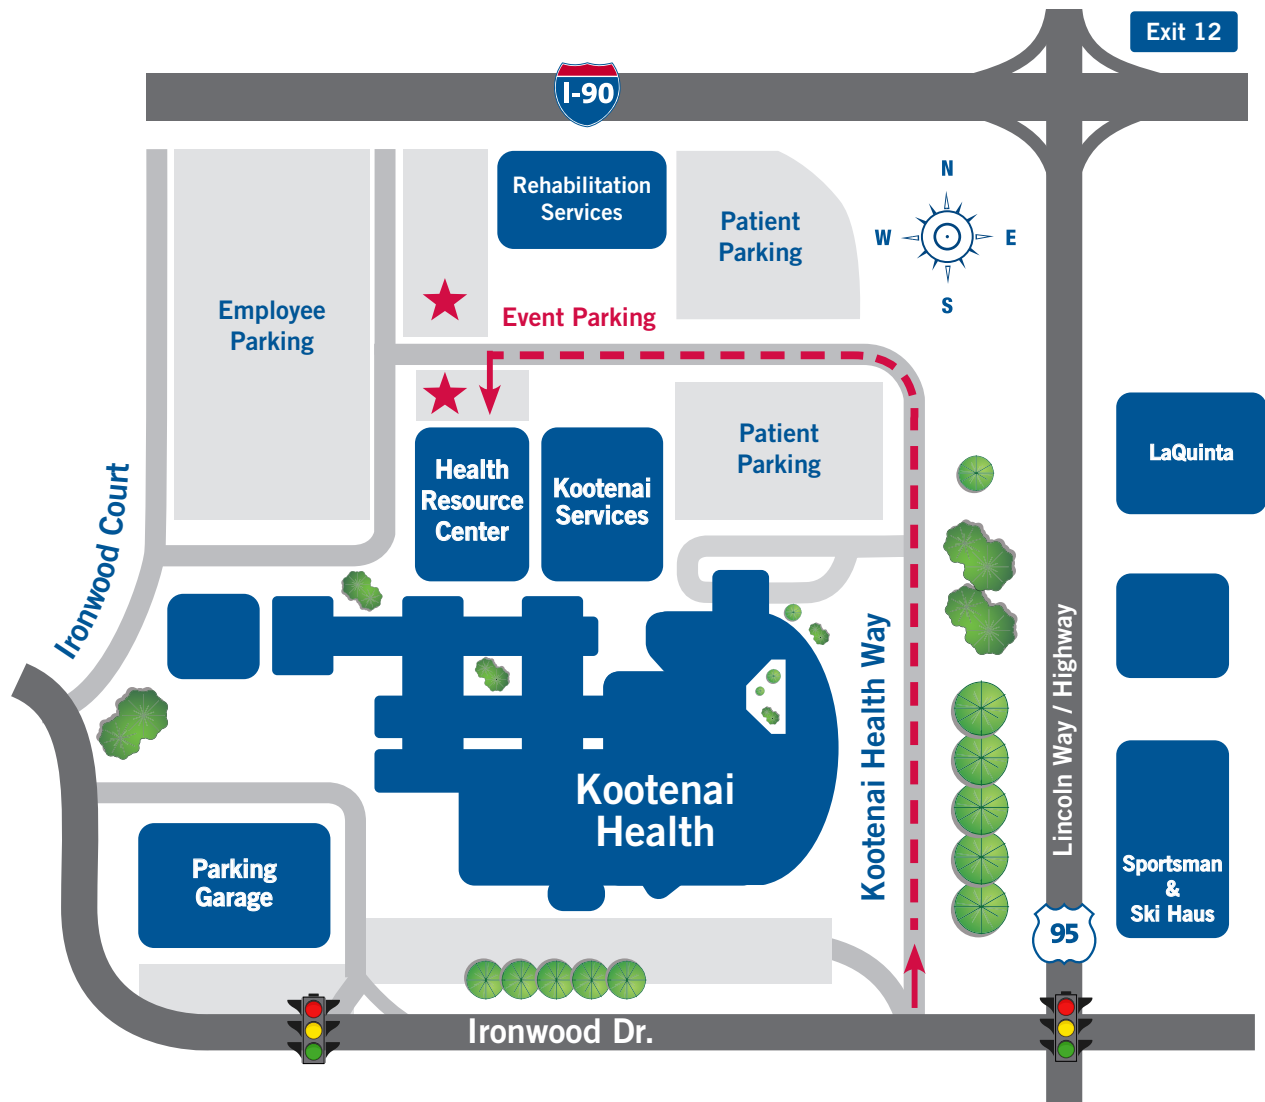 Exit 12
I-90
Rehabilitation
Services
Patient
Parking
N
W
E
S
Employee
Parking
Event Parking
Patient
Parking
LaQuinta
Health
Resource
Center
Kootenai
Services
Ironwood Court
Kootenai Health Way
Lincoln Way / Highway
Kootenai
Health
Parking
Garage
Sportsman
&
Ski Haus
95
Ironwood Dr.